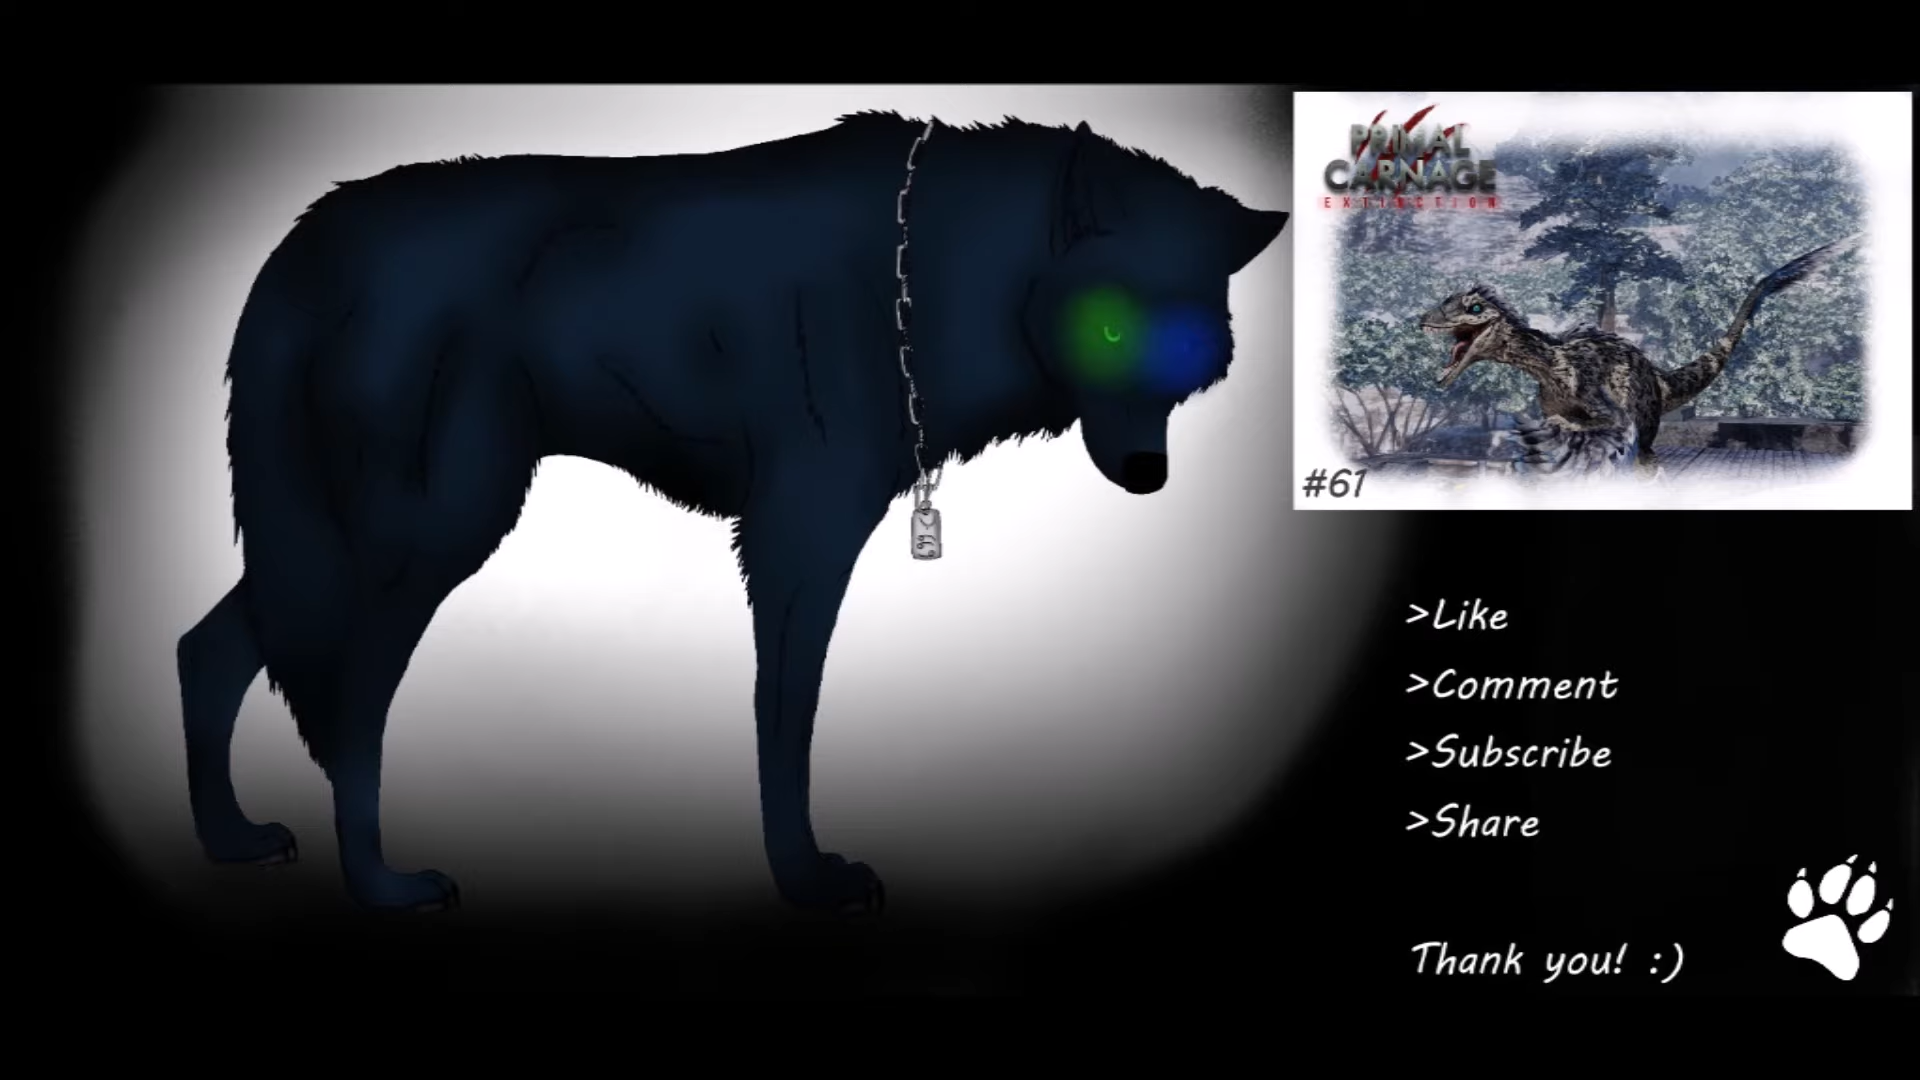 PRIMAL
CARNAGE
EXTINCTION
#61
>Like
>Comment
>Subscribe
>Share
Thank you! :)